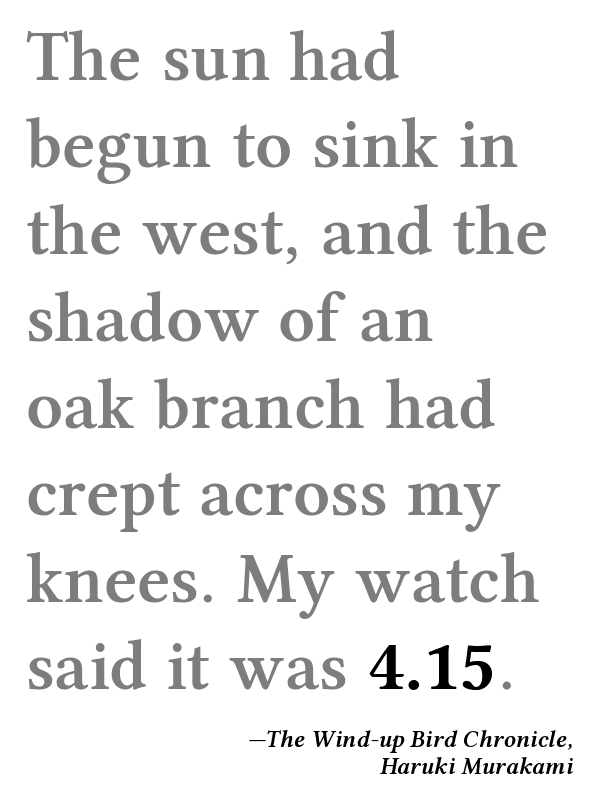 The sun had
begun to sink in
the west, and the
shadow of an
oak branch had
crept across my
knees. My watch
said it was 4.15.
—The Wind-up Bird Chronicle,
Haruki Murakami